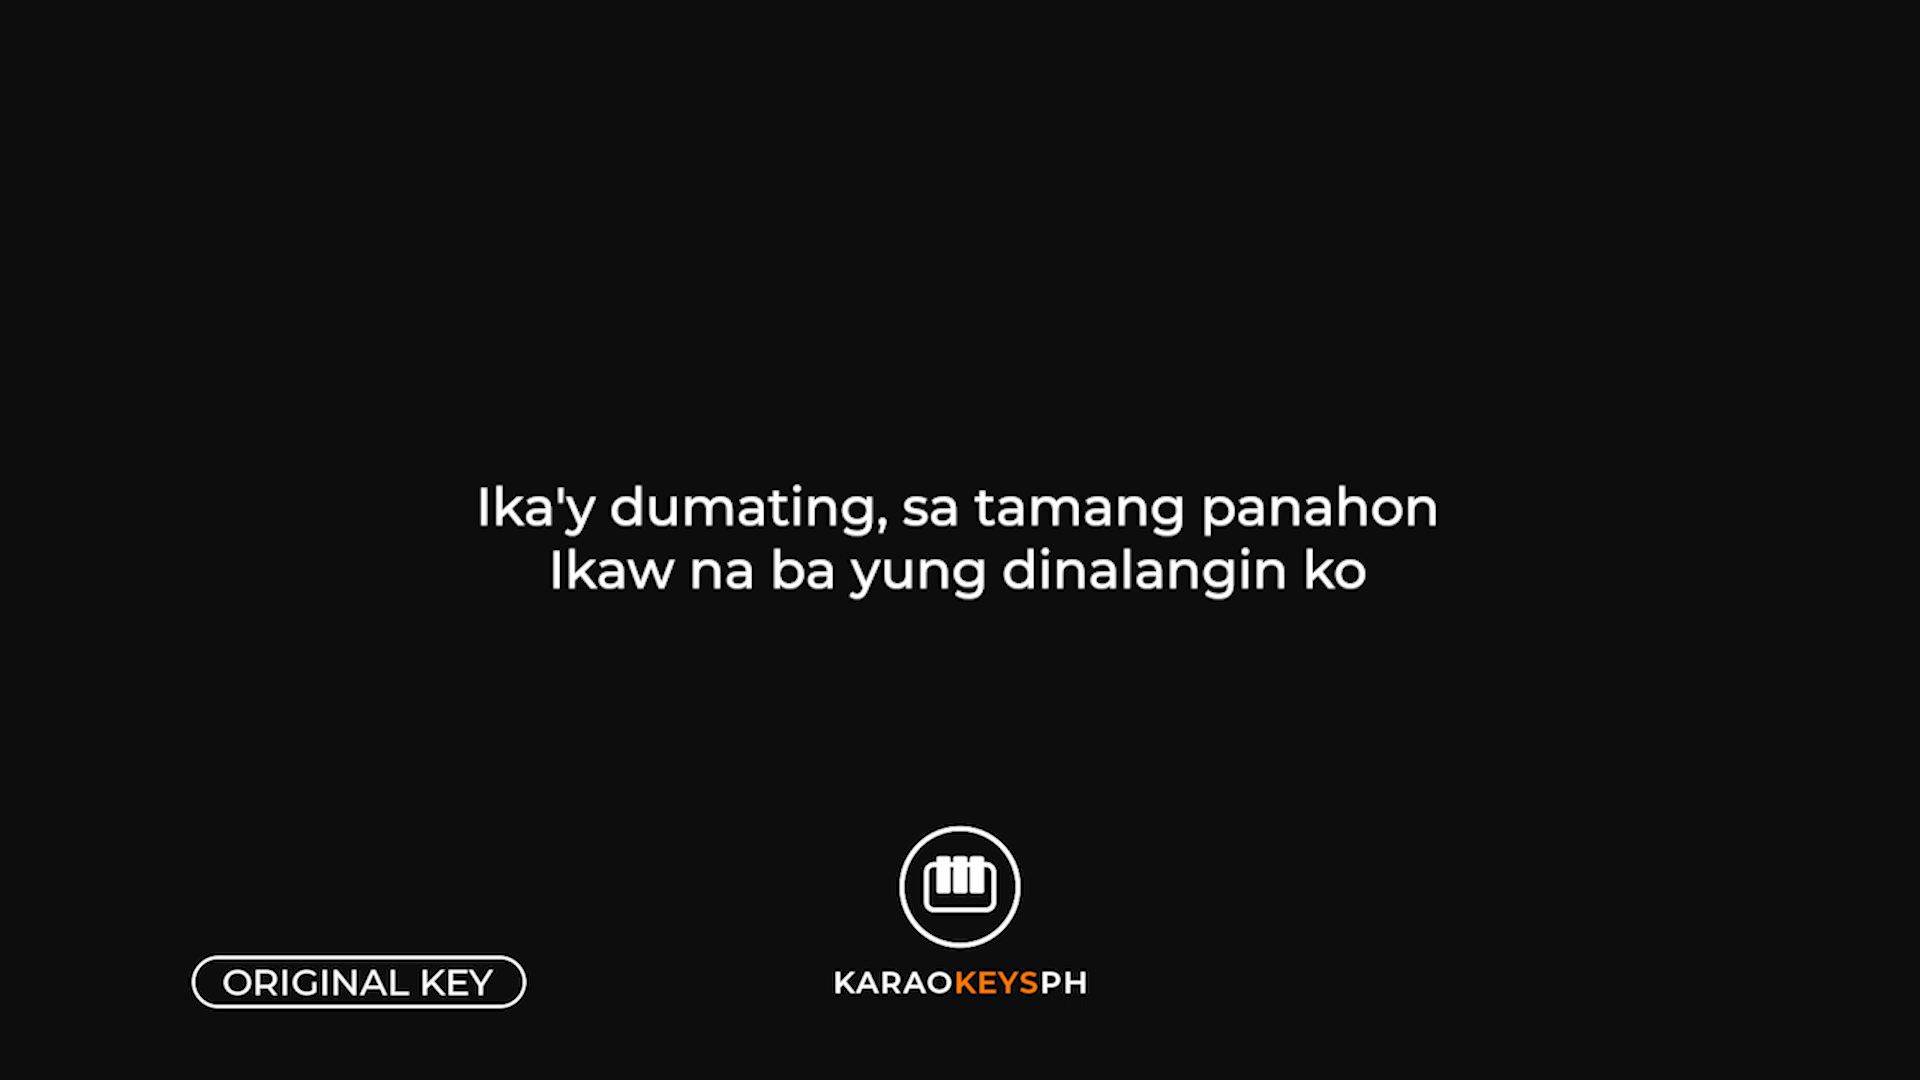 Ika'y dumating, sa tamang panahon
Ikaw na ba yung dinalangin ko
ORIGINAL KEY
KARAOKEYSPH